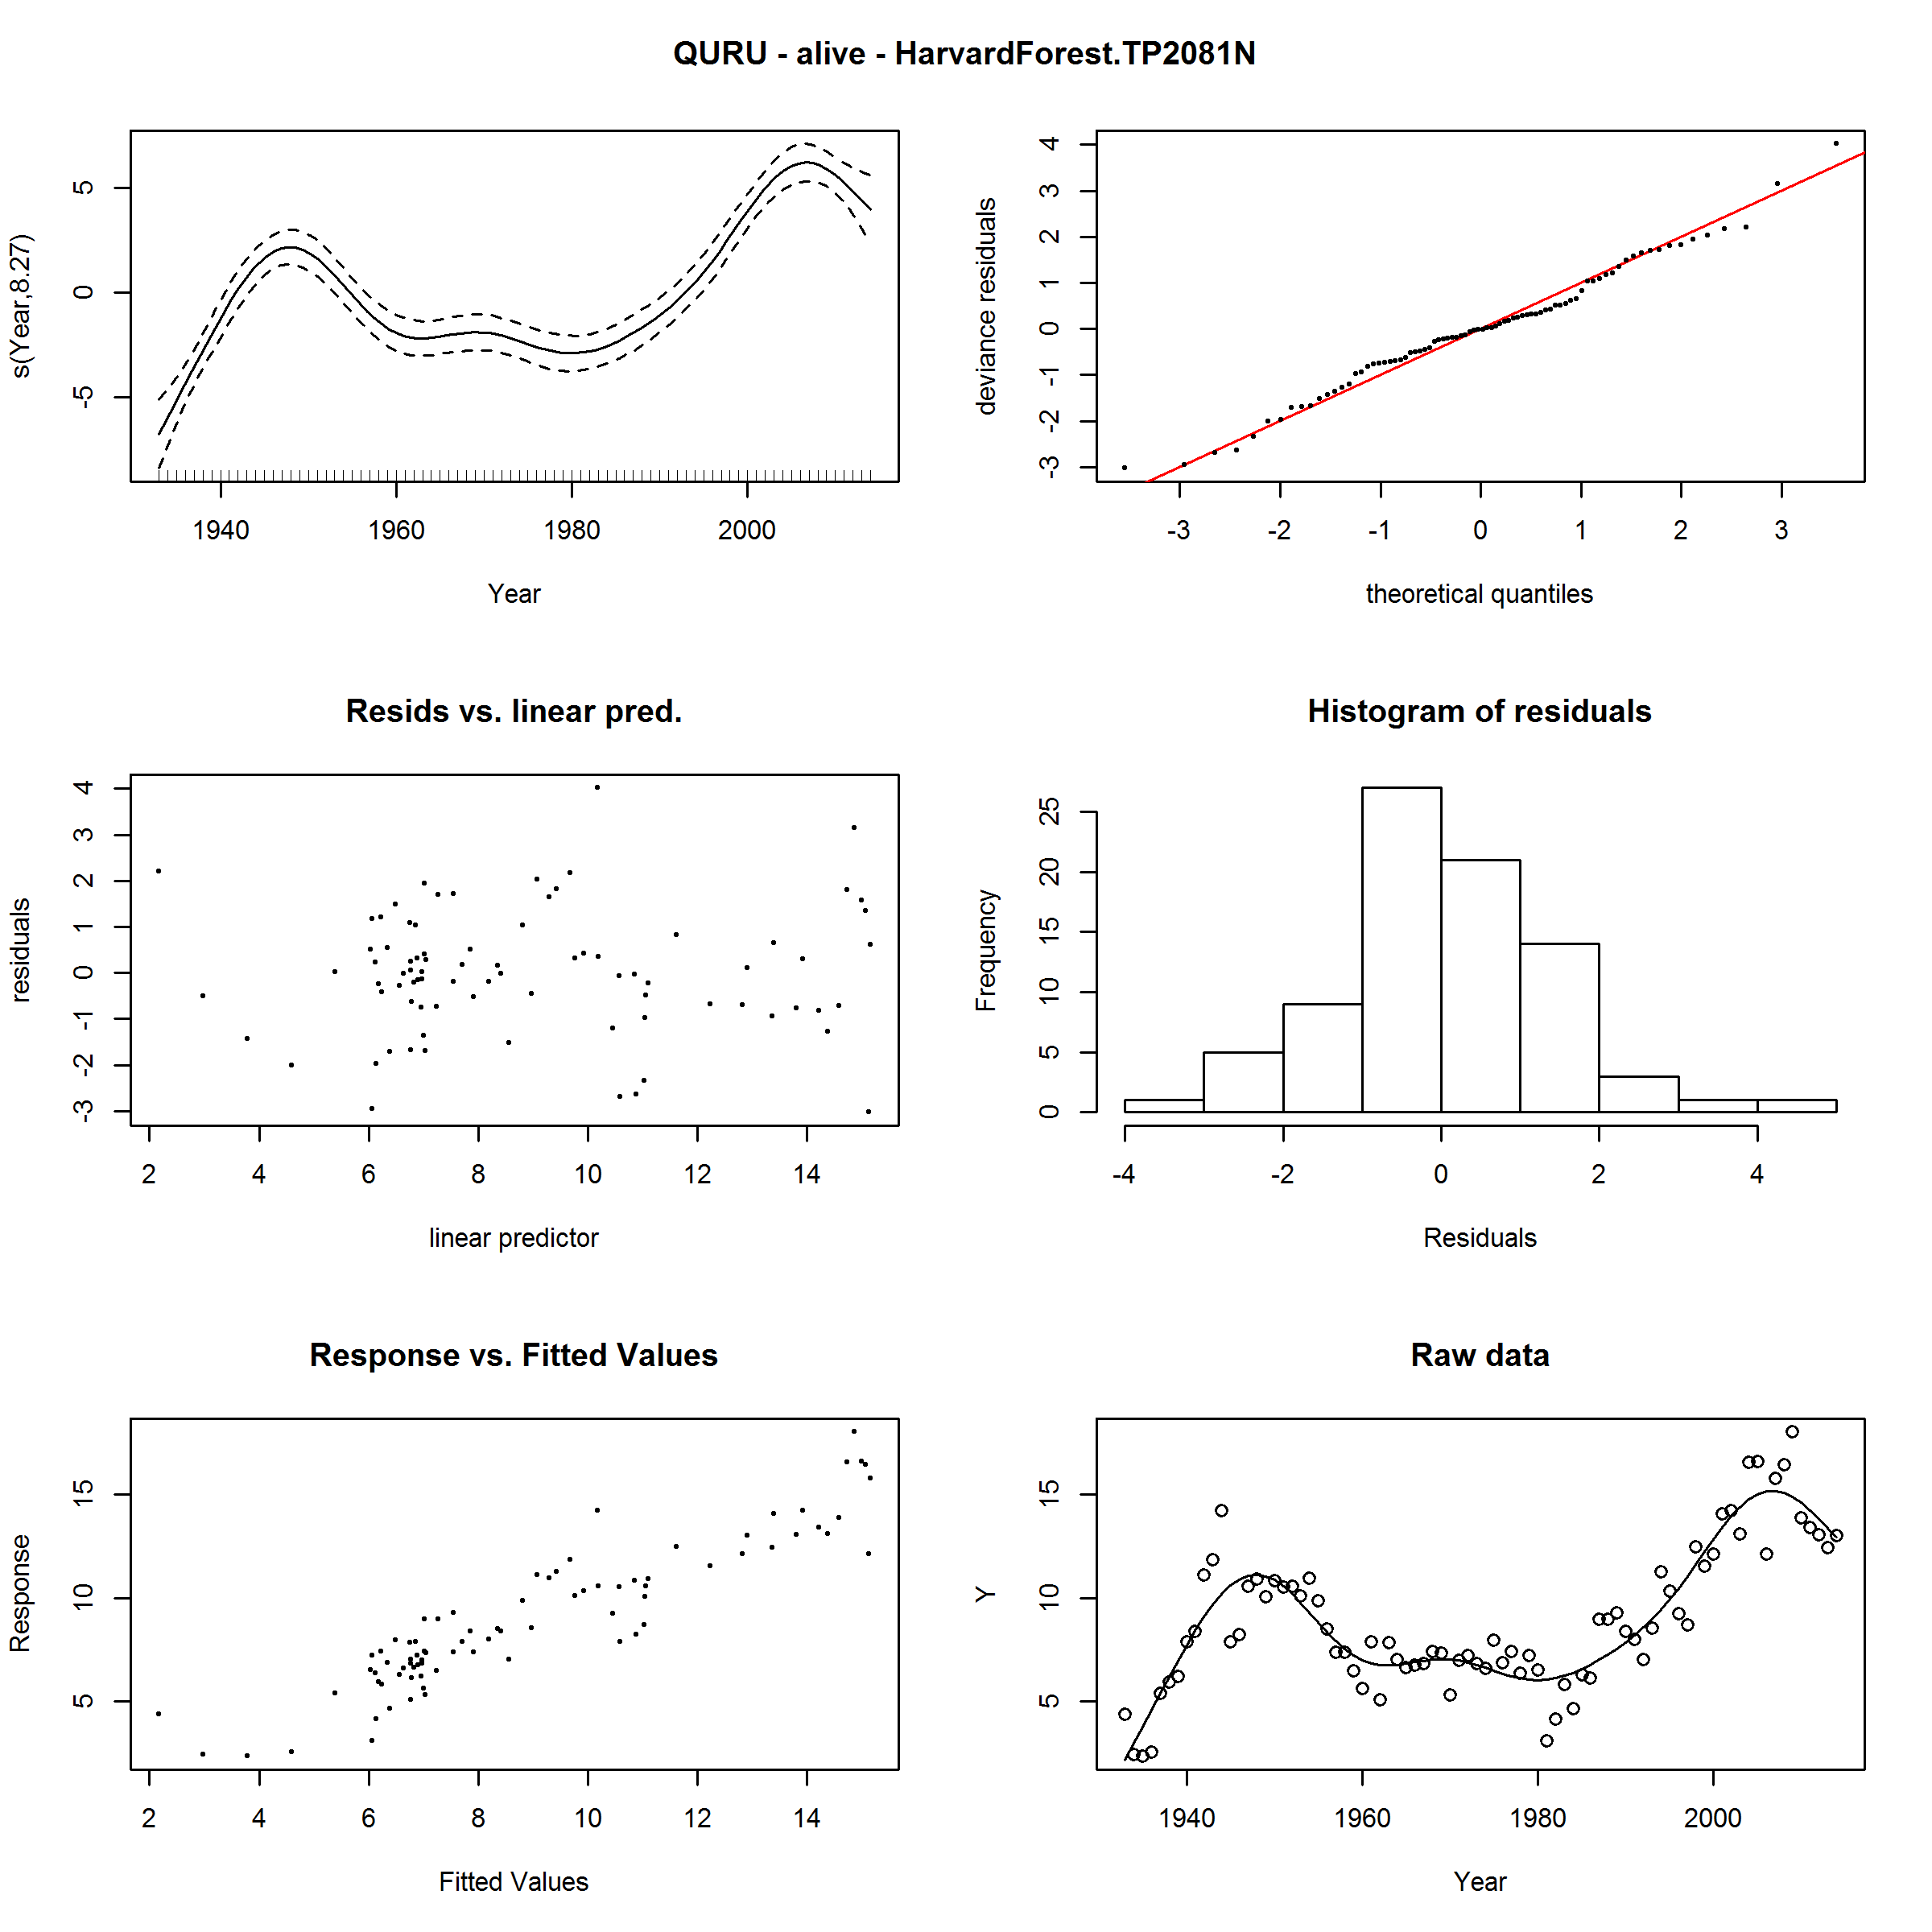 QURU - alive - HarvardForest.TP2081N
s(Year,8.27)
5
0
-5
1940 1960 1980 2000
Year
deviance residuals
4
3
2
1
0
-1
-2
-3
-3 -2 -1 0 1 2 3
theoretical quantiles
Resids vs. linear pred.
residuals
4
3
2
1
0
-1
-2
-3
2 4 6 8 10 12 14
linear predictor
Histogram of residuals
Frequency
25
20
15
10
5
0
-4 -2 0 2 4
Residuals
Response vs. Fitted Values
Response
15
10
5
2 4 6 8 10 12 14
Fitted Values
Raw data
Y
15
10
5
1940 1960 1980 2000
Year